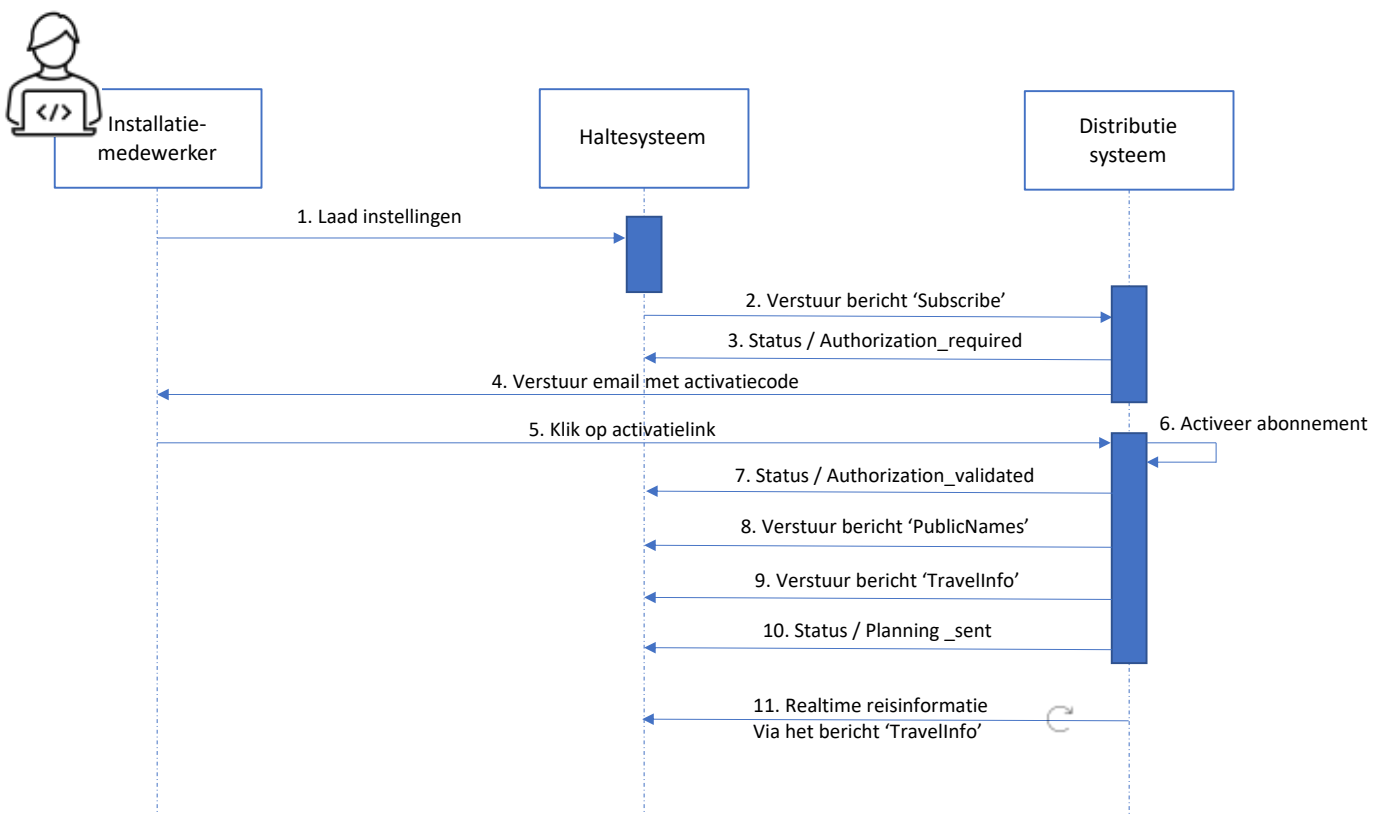 </>
Installatie-
medewerker
Haltesysteem
Distributie
systeem
1. Laad instellingen
2. Verstuur bericht ‘Subscribe’
3. Status / Authorization_required
4. Verstuur email met activatiecode
5. Klik op activatielink
6. Activeer abonnement
7. Status / Authorization_validated
8. Verstuur bericht ‘PublicNames’
9. Verstuur bericht ‘TravelInfo’
10. Status / Planning _sent
11. Realtime reisinformatie
Via het bericht ‘TravelInfo’